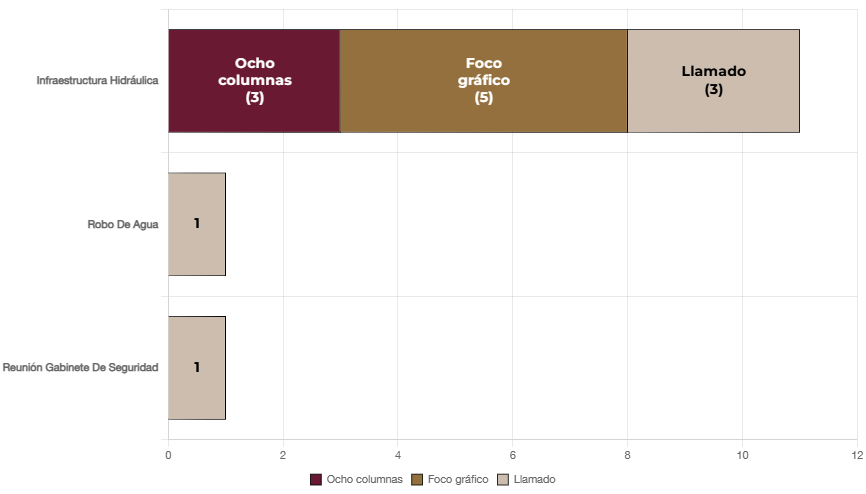 Infraestructura Hidráulica
Ocho
columnas
(3)
Foco
gráfico
(5)
Llamado
(3)
Robo De Agua
1
Reunión Gabinete De Seguridad
1
0 2 4 6 8 10 12
Ocho columnas Foco gráfico Llamado